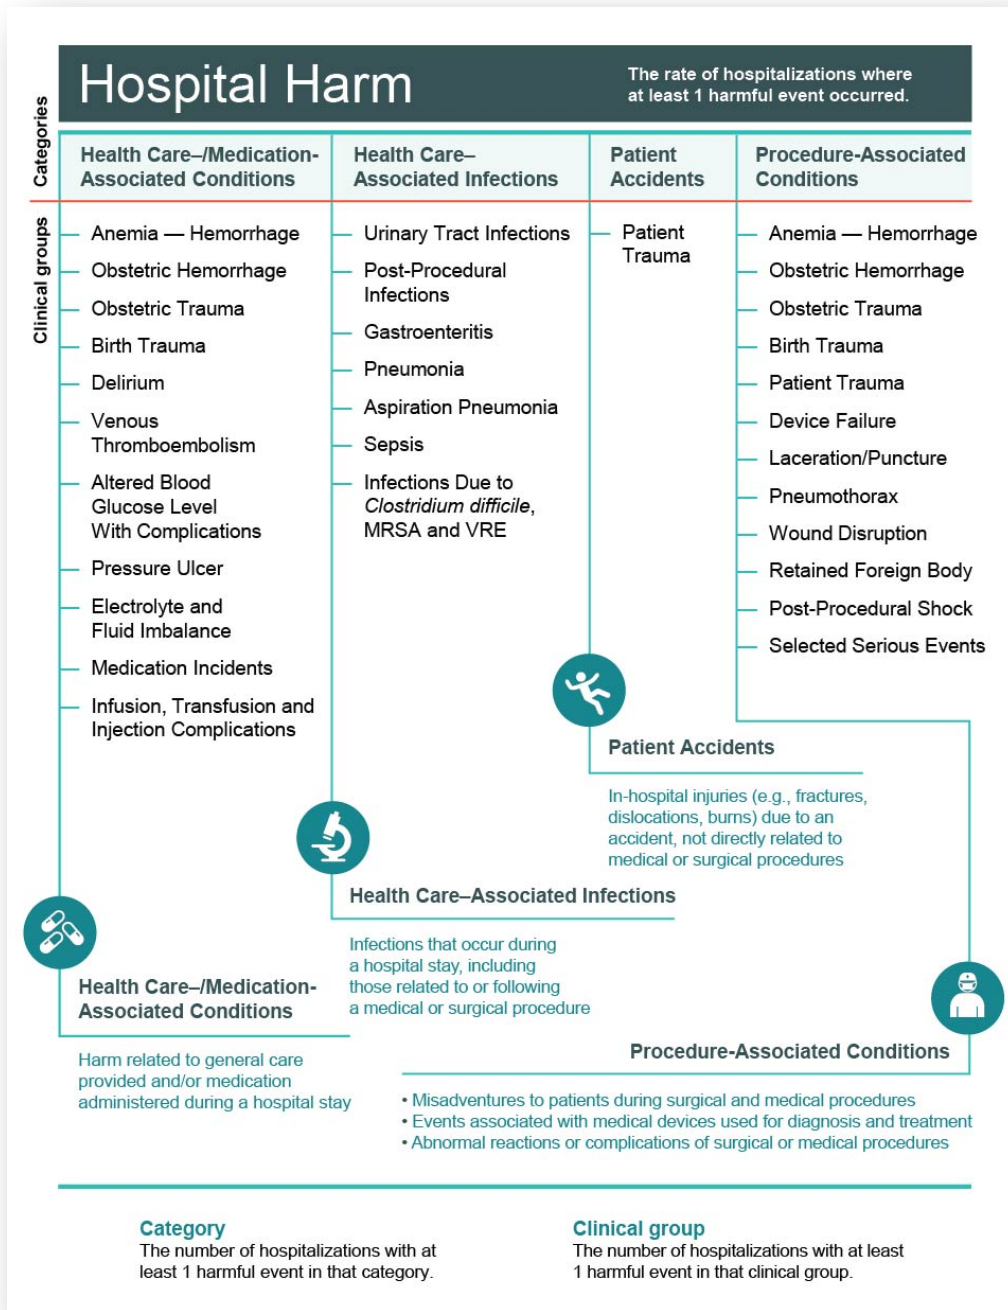 Hospital Harm
The rate of hospitalizations where
at least 1 harmful event occurred.
Categories
Health Care–/Medication-
Associated Conditions
Health Care–
Associated Infections
Patient
Accidents
Procedure-Associated
Conditions
Clinical groups
Anemia — Hemorrhage
Obstetric Hemorrhage
Obstetric Trauma
Birth Trauma
Delirium
Venous
Thromboembolism
Altered Blood
Glucose Level
With Complications
Pressure Ulcer
Electrolyte and
Fluid Imbalance
Medication Incidents
Infusion, Transfusion and
Injection Complications
Urinary Tract Infections
Post-Procedural
Infections
Gastroenteritis
Pneumonia
Aspiration Pneumonia
Sepsis
Infections Due to
Clostridium difficile,
MRSA and VRE
Patient
Trauma
Anemia — Hemorrhage
Obstetric Hemorrhage
Obstetric Trauma
Birth Trauma
Patient Trauma
Device Failure
Laceration/Puncture
Pneumothorax
Wound Disruption
Retained Foreign Body
Post-Procedural Shock
Selected Serious Events
Patient Accidents
In-hospital injuries (e.g., fractures,
dislocations, burns) due to an
accident, not directly related to
medical or surgical procedures
Health Care–Associated Infections
Infections that occur during
a hospital stay, including
those related to or following
a medical or surgical procedure
Health Care–/Medication-
Associated Conditions
Harm related to general care
provided and/or medication
administered during a hospital stay
Procedure-Associated Conditions
• Misadventures to patients during surgical and medical procedures
• Events associated with medical devices used for diagnosis and treatment
• Abnormal reactions or complications of surgical or medical procedures
Category
The number of hospitalizations with at
least 1 harmful event in that category.
Clinical group
The number of hospitalizations with at least
1 harmful event in that clinical group.